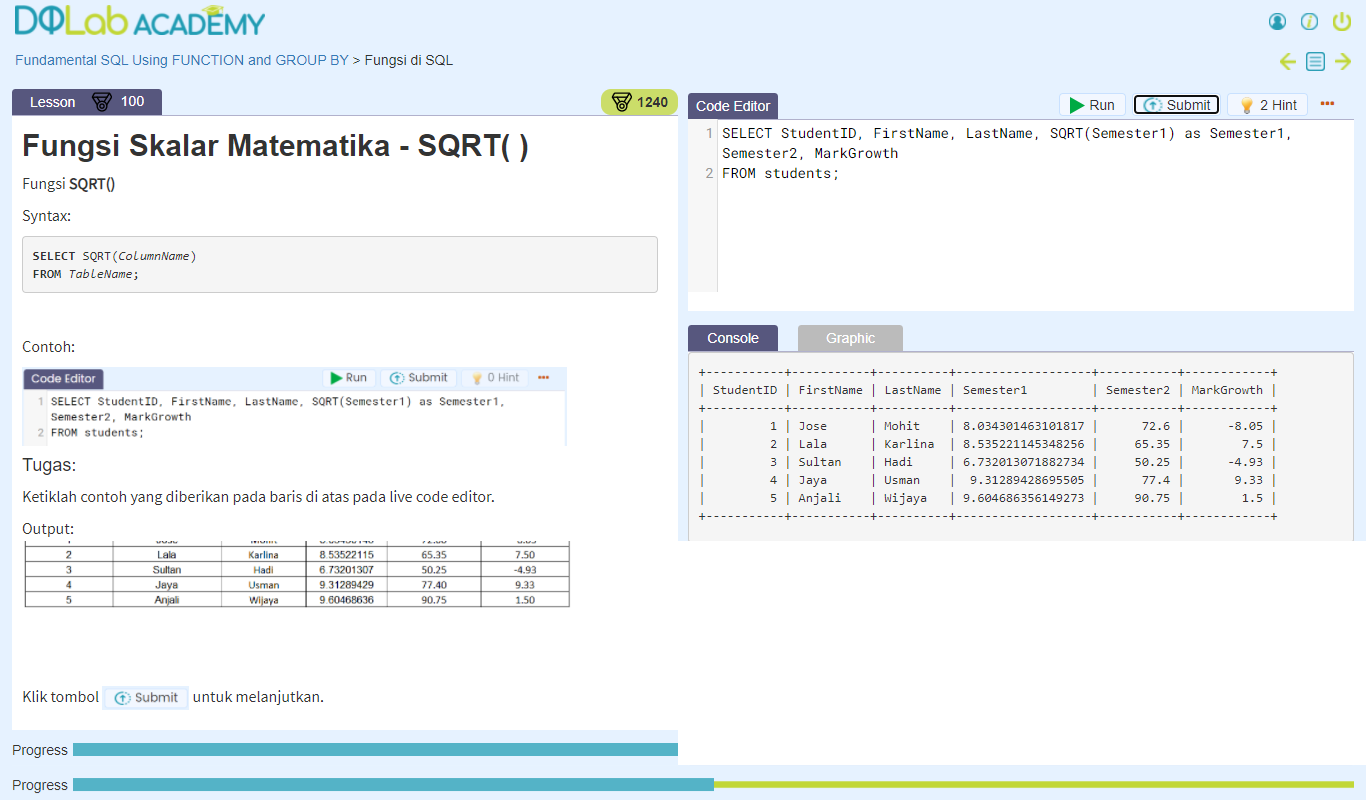 DQLab ACADEMY
Fundamental SQL Using FUNCTION and GROUP BY > Fungsi di SQL
Lesson 100
1240
Fungsi Skalar Matematika - SQRT( )
Fungsi SQRT()
Syntax:
SELECT SQRT(ColumnName)
FROM TableName;
Contoh:
Code Editor Run Submit 0 Hint
1 SELECT StudentID, FirstName, LastName, SQRT(Semester1) as Semester1,
Semester2, MarkGrowth
2 FROM students;
Tugas:
Ketiklah contoh yang diberikan pada baris di atas pada live code editor.
Output:
2 Lala Karlina 8.53522115 65.35 7.50
3 Sultan Hadi 6.73201307 50.25 -4.93
4 Jaya Usman 9.31289429 77.40 9.33
5 Anjali Wijaya 9.60468636 90.75 1.50
Klik tombol Submit untuk melanjutkan.
Progress
Progress
Code Editor Run Submit 2 Hint
1 SELECT StudentID, FirstName, LastName, SQRT(Semester1) as Semester1,
Semester2, MarkGrowth
2 FROM students;
Console Graphic
+-----------+-----------+----------+-------------------+-----------+------------+
| StudentID | FirstName | LastName | Semester1 | Semester2 | MarkGrowth |
+-----------+-----------+----------+-------------------+-----------+------------+
| 1 | Jose | Mohit | 8.034301463101817 | 72.6 | -8.05 |
| 2 | Lala | Karlina | 8.535221145348256 | 65.35 | 7.5 |
| 3 | Sultan | Hadi | 6.732013071882734 | 50.25 | -4.93 |
| 4 | Jaya | Usman | 9.31289428695505 | 77.4 | 9.33 |
| 5 | Anjali | Wijaya | 9.604686356149273 | 90.75 | 1.5 |
+-----------+-----------+----------+-------------------+-----------+------------+